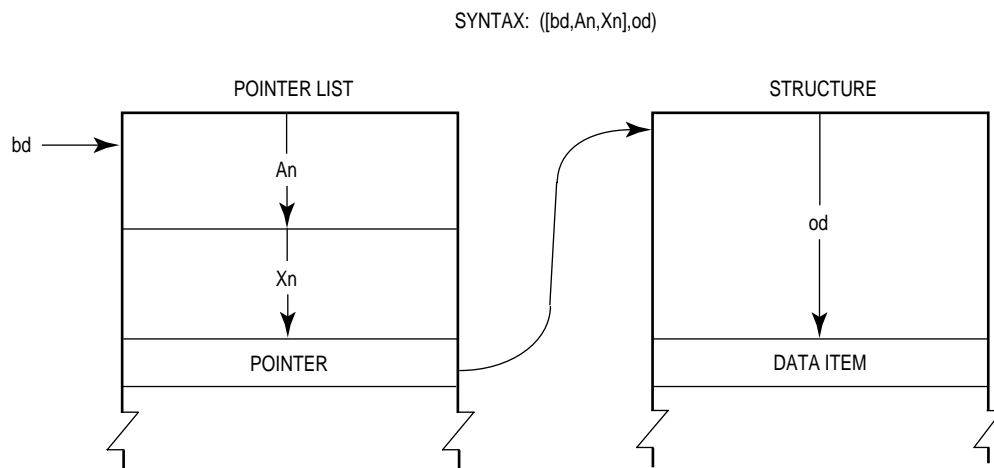 SYNTAX: ([bd,An,Xn],od)
POINTER LIST
STRUCTURE
bd
An
od
Xn
POINTER
DATA ITEM